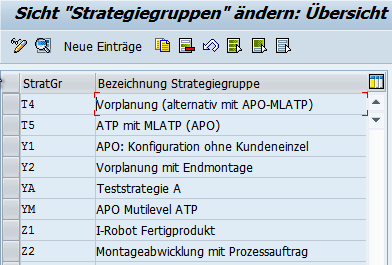 Sicht "Strategiegruppen" ändern: Übersicht
Neue Einträge
StratGr Bezeichnung Strategiegruppe
T4 Vorplanung (alternativ mit APO-MLATP)
T5 ATP mit MLATP (APO)
Y1 APO: Konfiguration ohne Kundeneinzel
Y2 Vorplanung mit Endmontage
YA Teststrategie A
YM APO Mutilevel ATP
Z1 I-Robot Fertigprodukt
Z2 Montageabwicklung mit Prozessauftrag